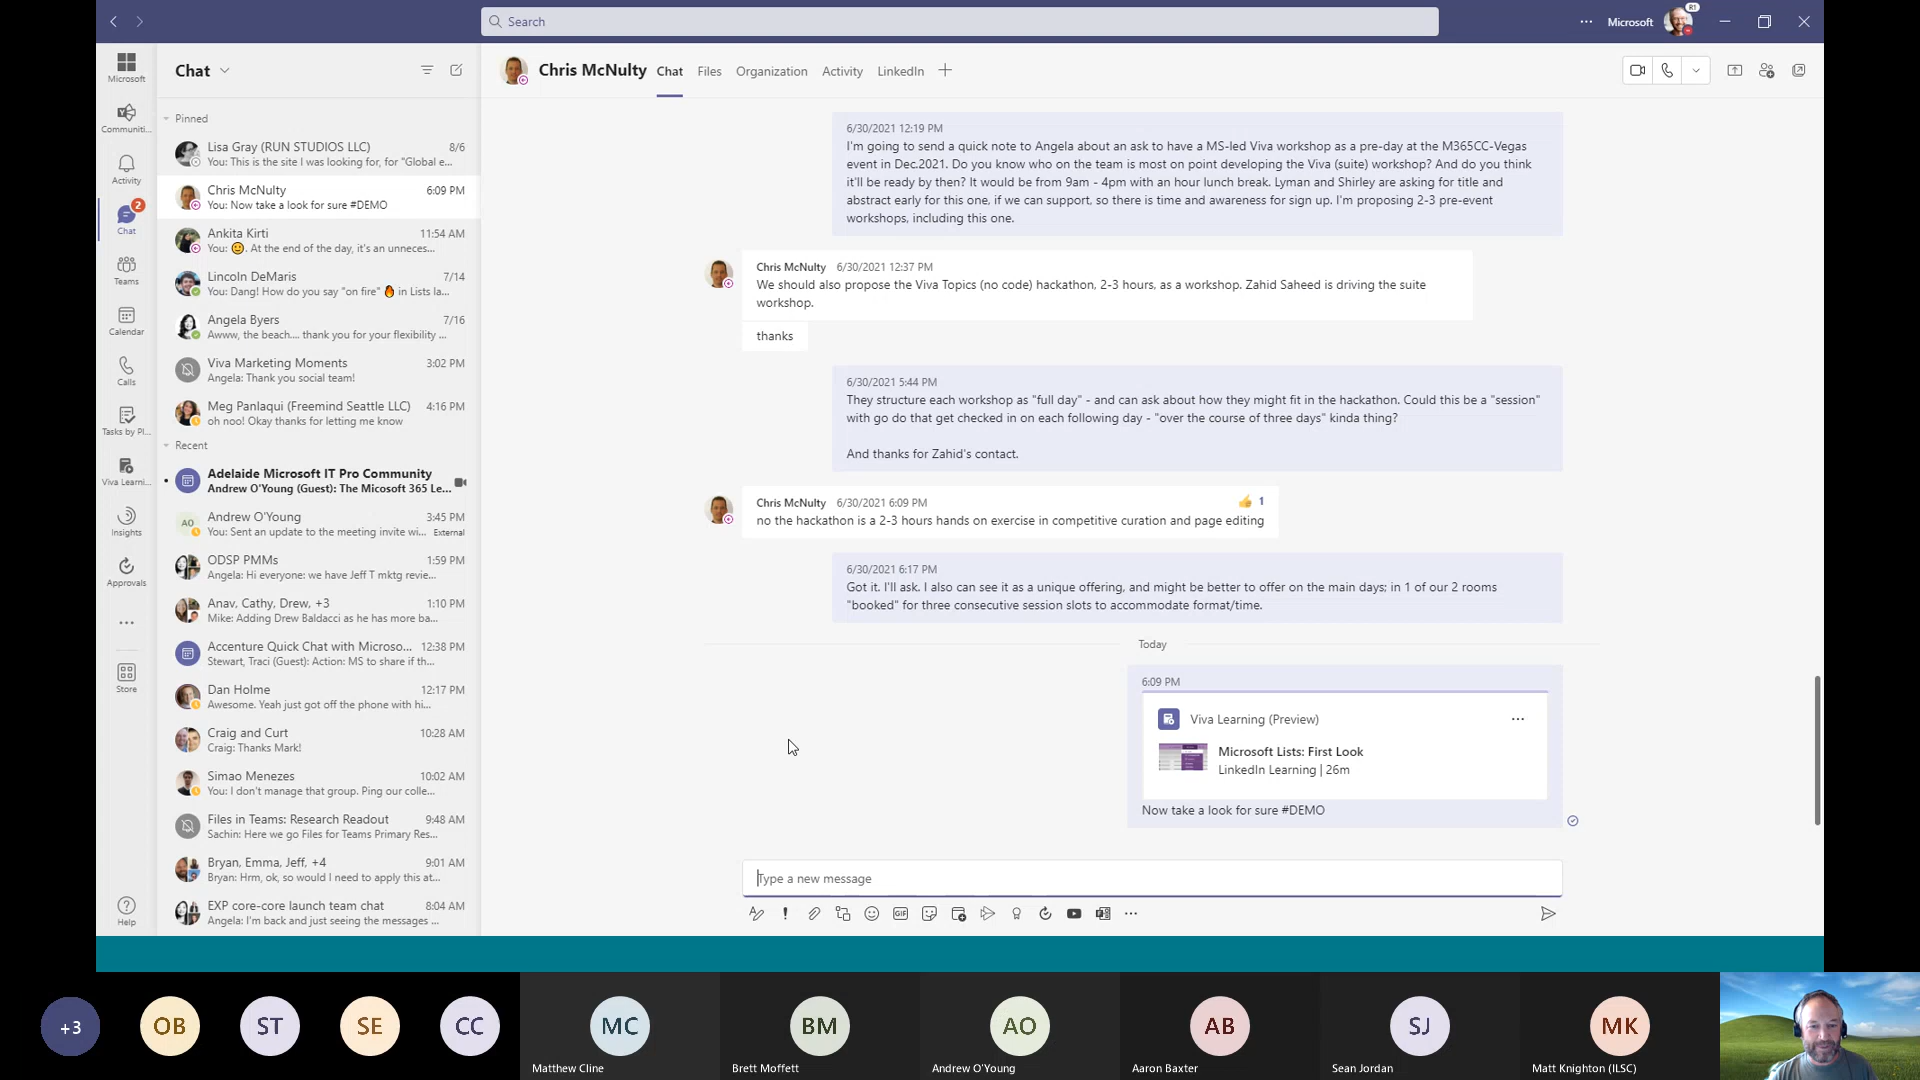 Search
Microsoft
R1
Microsoft
Communiti...
Activity
2
Chat
Teams
Calendar
Calls
Tasks by Pl...
Viva Learni...
Insights
Approvals
Store
Help
Chat
Pinned
Lisa Gray (RUN STUDIOS LLC) 8/6
You: This is the site I was looking for, for "Global e...
Chris McNulty 6:09 PM
You: Now take a look for sure #DEMO
Ankita Kirti 11:54 AM
You: 😉. At the end of the day, it's an unneces...
Lincoln DeMaris 7/14
You: Dang! How do you say "on fire" 🔥 in Lists la...
Angela Byers 7/16
Awww, the beach.... thank you for your flexibility ...
Viva Marketing Moments 3:02 PM
Angela: Thank you social team!
Meg Panlaqui (Freemind Seattle LLC) 4:16 PM
oh noo! Okay thanks for letting me know
Recent
Adelaide Microsoft IT Pro Community
Andrew O'Young (Guest): The Micosoft 365 Le...
AO
Andrew O'Young 3:45 PM
You: Sent an update to the meeting invite wi... External
ODSP PMMs 1:59 PM
Angela: Hi everyone: we have Jeff T mktg revie...
Anav, Cathy, Drew, +3 1:10 PM
Mike: Adding Drew Baldacci as he has more ba...
Accenture Quick Chat with Microso... 12:38 PM
Stewart, Traci (Guest): Action: MS to share if th...
Dan Holme 12:17 PM
Awesome. Yeah just got off the phone with hi...
Craig and Curt 10:28 AM
Craig: Thanks Mark!
Simao Menezes 10:02 AM
You: I don't manage that group. Ping our colle...
Files in Teams: Research Readout 9:48 AM
Sachin: Here we go Files for Teams Primary Res...
Bryan, Emma, Jeff, +4 9:01 AM
Bryan: Hrm, ok, so would I need to apply this at...
EXP core-core launch team chat 8:04 AM
Angela: I'm back and just seeing the messages ...
Chris McNulty Chat Files Organization Activity LinkedIn
6/30/2021 12:19 PM
I'm going to send a quick note to Angela about an ask to have a MS-led Viva workshop as a pre-day at the M365CC-Vegas
event in Dec.2021. Do you know who on the team is most on point developing the Viva (suite) workshop? And do you think
it'll be ready by then? It would be from 9am - 4pm with an hour lunch break. Lyman and Shirley are asking for title and
abstract early for this one, if we can support, so there is time and awareness for sign up. I'm proposing 2-3 pre-event
workshops, including this one.
Chris McNulty 6/30/2021 12:37 PM
We should also propose the Viva Topics (no code) hackathon, 2-3 hours, as a workshop. Zahid Saheed is driving the suite
workshop.
thanks
6/30/2021 5:44 PM
They structure each workshop as "full day" - and can ask about how they might fit in the hackathon. Could this be a "session"
with go do that get checked in on each following day - "over the course of three days" kinda thing?
And thanks for Zahid's contact.
Chris McNulty 6/30/2021 6:09 PM 👍 1
no the hackathon is a 2-3 hours hands on exercise in competitive curation and page editing
6/30/2021 6:17 PM
Got it. I'll ask. I also can see it as a unique offering, and might be better to offer on the main days; in 1 of our 2 rooms
"booked" for three consecutive session slots to accommodate format/time.
Today
6:09 PM
Viva Learning (Preview)
Microsoft Lists: First Look
LinkedIn Learning | 26m
Now take a look for sure #DEMO
Type a new message
GIF
+3
OB
ST
SE
CC
MC
BM
AO
AB
SJ
MK
Matthew Cline
Brett Moffett
Andrew O'Young
Aaron Baxter
Sean Jordan
Matt Knighton (ILSC)